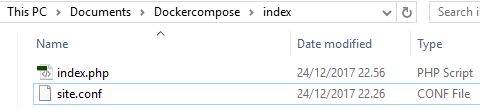 This PC > Documents > Dockercompose > index Search i
Name Date modified Type
index.php 24/12/2017 22.56 PHP Script
site.conf 24/12/2017 22.26 CONF File